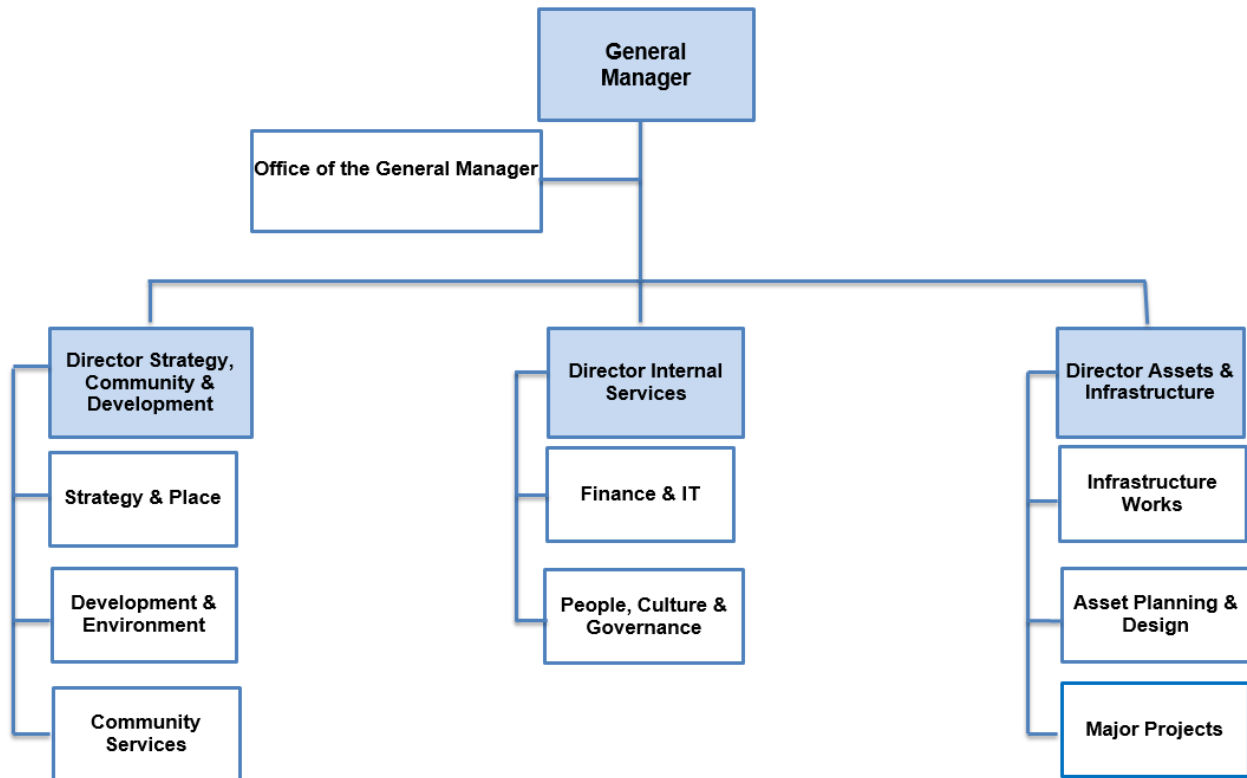 General
Manager
Office of the General Manager
Director Strategy,
Community &
Development
Director Internal
Services
Director Assets &
Infrastructure
Strategy & Place
Finance & IT
Infrastructure
Works
Development &
Environment
People, Culture &
Governance
Asset Planning &
Design
Community
Services
Major Projects